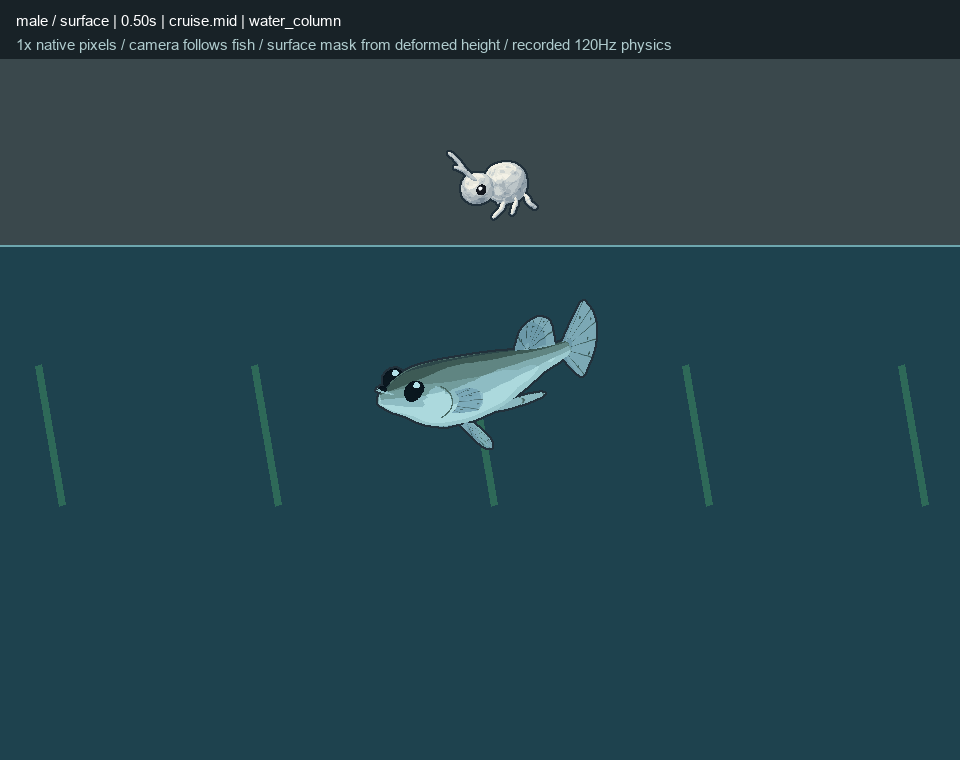 male / surface | 0.50s | cruise.mid | water_column
1x native pixels / camera follows fish / surface mask from deformed height / recorded 120Hz physics